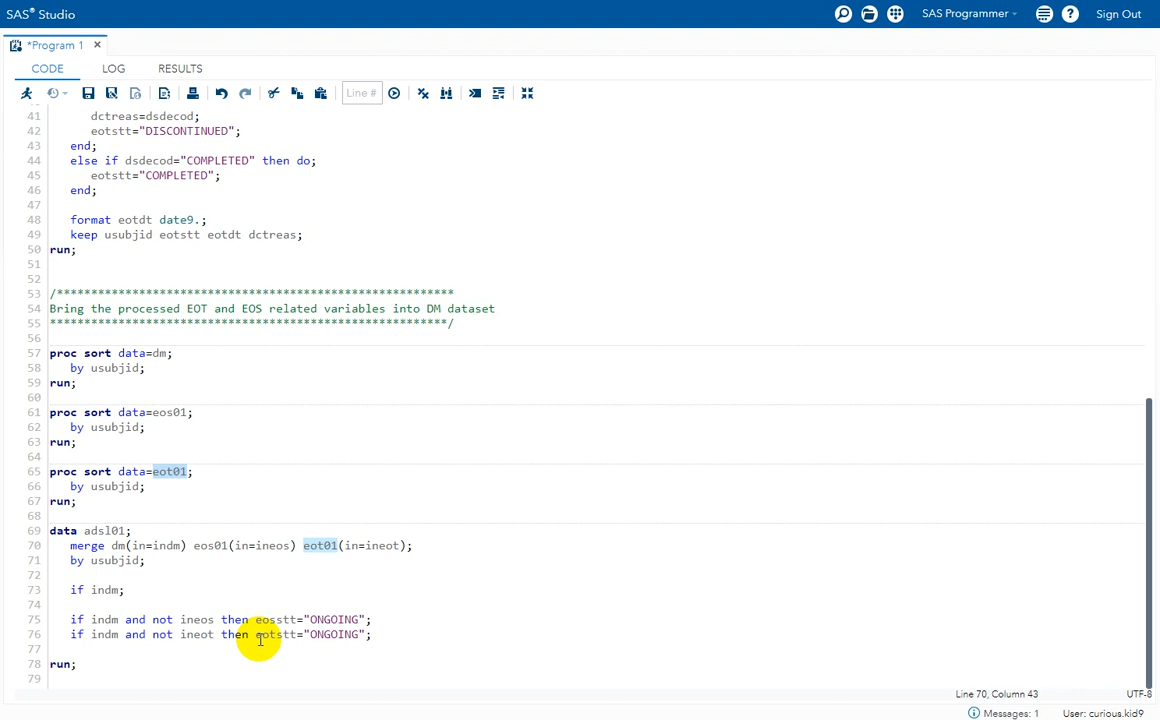 SAS® Studio
SAS Programmer
Sign Out
*Program 1
CODE LOG RESULTS
Line #
41 dctreas=dsdecod;
42 eotstt="DISCONTINUED";
43 end;
44 else if dsdecod="COMPLETED" then do;
45 eotstt="COMPLETED";
46 end;
47
48 format eotdt date9.;
49 keep usubjid eotstt eotdt dctreas;
50 run;
51
52
53 /**********************************************************
54 Bring the processed EOT and EOS related variables into DM dataset
55 **********************************************************/
56
57 proc sort data=dm;
58 by usubjid;
59 run;
60
61 proc sort data=eos01;
62 by usubjid;
63 run;
64
65 proc sort data=eot01;
66 by usubjid;
67 run;
68
69 data adsl01;
70 merge dm(in=indm) eos01(in=ineos) eot01(in=ineot);
71 by usubjid;
72
73 if indm;
74
75 if indm and not ineos then eosstt="ONGOING";
76 if indm and not ineot then eotstt="ONGOING";
77
78 run;
79
Line 70, Column 43
UTF-8
Messages: 1
User: curious.kid9